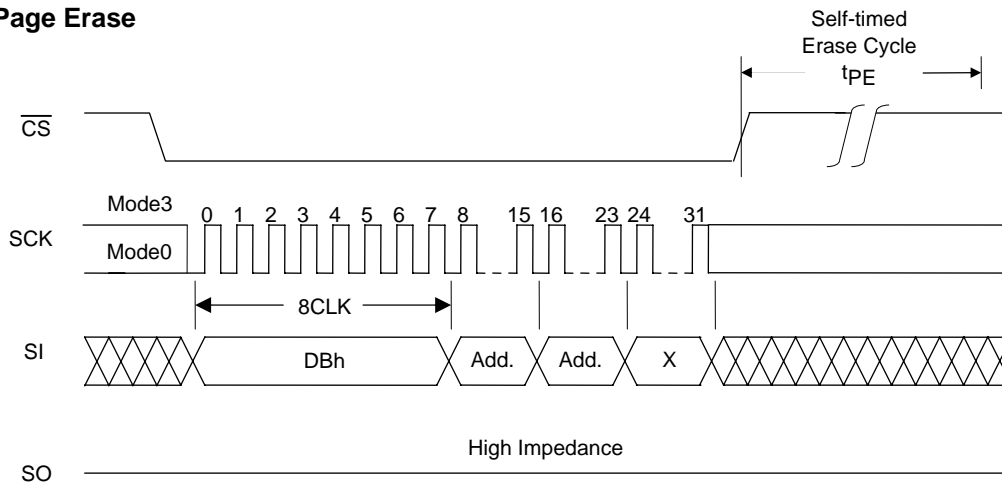 Page Erase
Self-timed
Erase Cycle
tPE
CS
Mode3
0 1 2 3 4 5 6 7 8 15 16 23 24 31
SCK
Mode0
8CLK
SI DBh Add. Add. X
High Impedance
SO